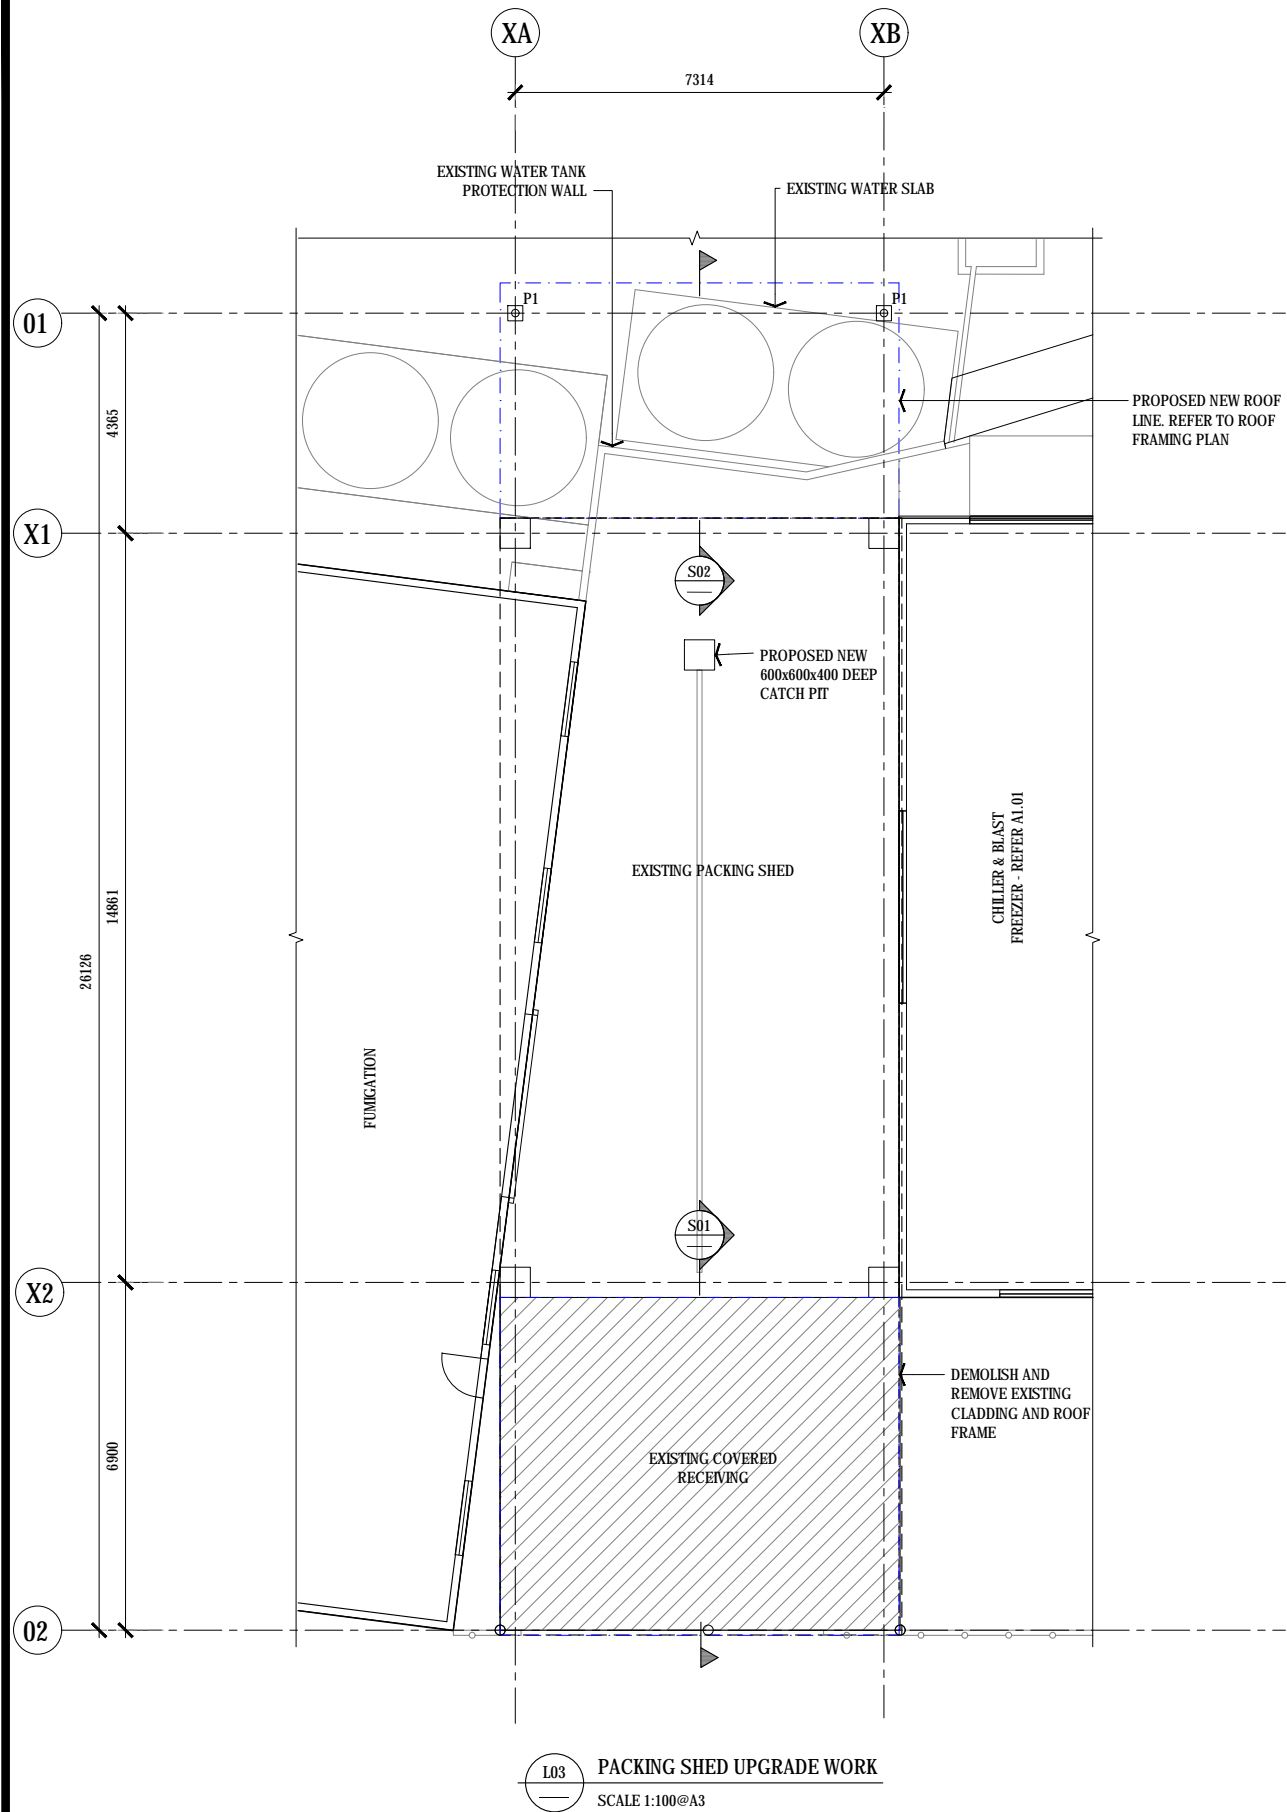 XA
XB
7314
EXISTING WATER TANK
PROTECTION WALL
EXISTING WATER SLAB
P1
P1
01
PROPOSED NEW ROOF
LINE. REFER TO ROOF
FRAMING PLAN
4365
X1
S02
PROPOSED NEW
600x600x400 DEEP
CATCH PIT
EXISTING PACKING SHED
CHILLER & BLAST
FREEZER - REFER A1.01
14861
26126
FUMIGATION
S01
X2
DEMOLISH AND
REMOVE EXISTING
CLADDING AND ROOF
FRAME
6900
EXISTING COVERED
RECEIVING
02
L03
PACKING SHED UPGRADE WORK
SCALE 1:100@A3